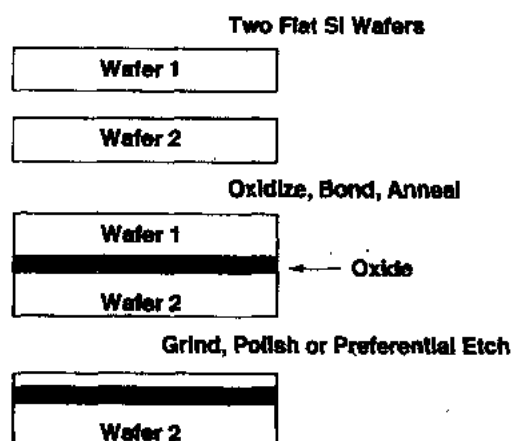 Two Flat Si Wafers
Wafer 1
Wafer 2
Oxidize, Bond, Anneal
Wafer 1
Oxide
Wafer 2
Grind, Polish or Preferential Etch
Wafer 2